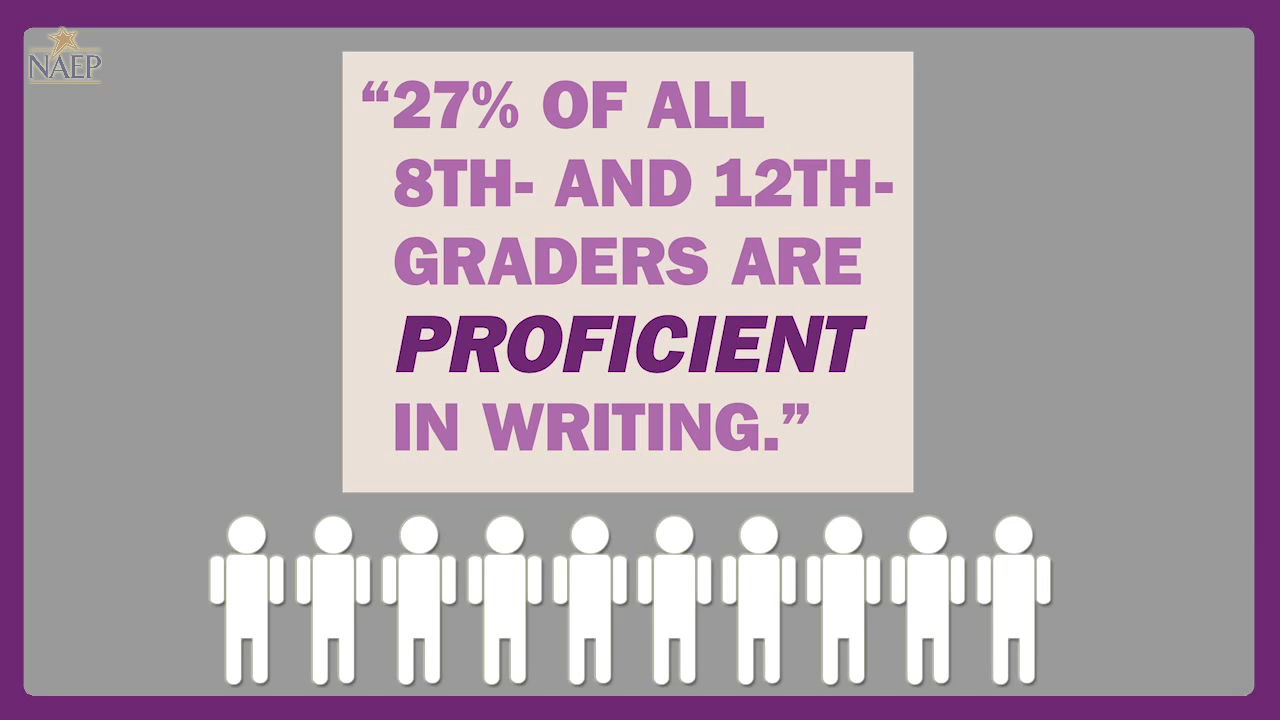 NAEP
“27% OF ALL
8TH- AND 12TH-
GRADERS ARE
PROFICIENT
IN WRITING.”